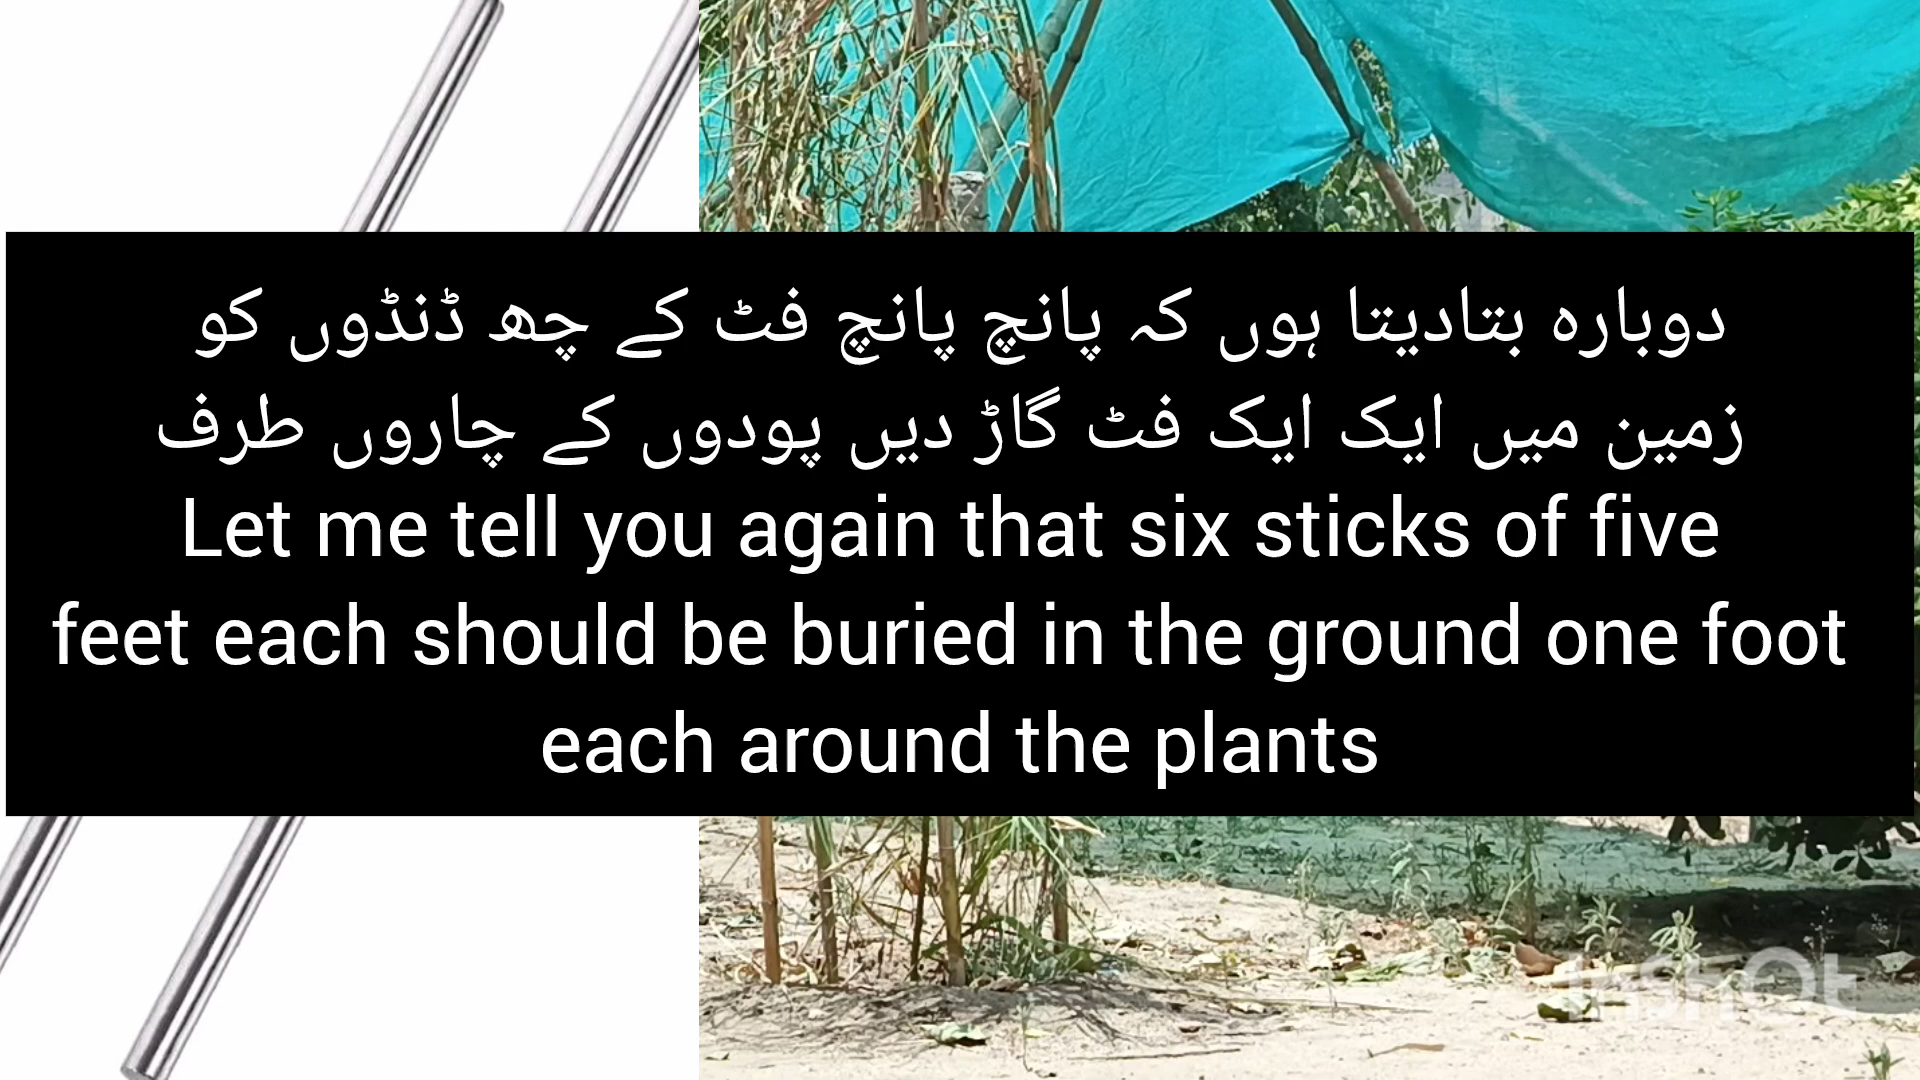 دوبارہ بتادیتا ہوں کہ پانچ پانچ فٹ کے چھ ڈنڈوں کو
زمین میں ایک ایک فٹ گاڑ دیں پودوں کے چاروں طرف
Let me tell you again that six sticks of five
feet each should be buried in the ground one foot
each around the plants
InShOt